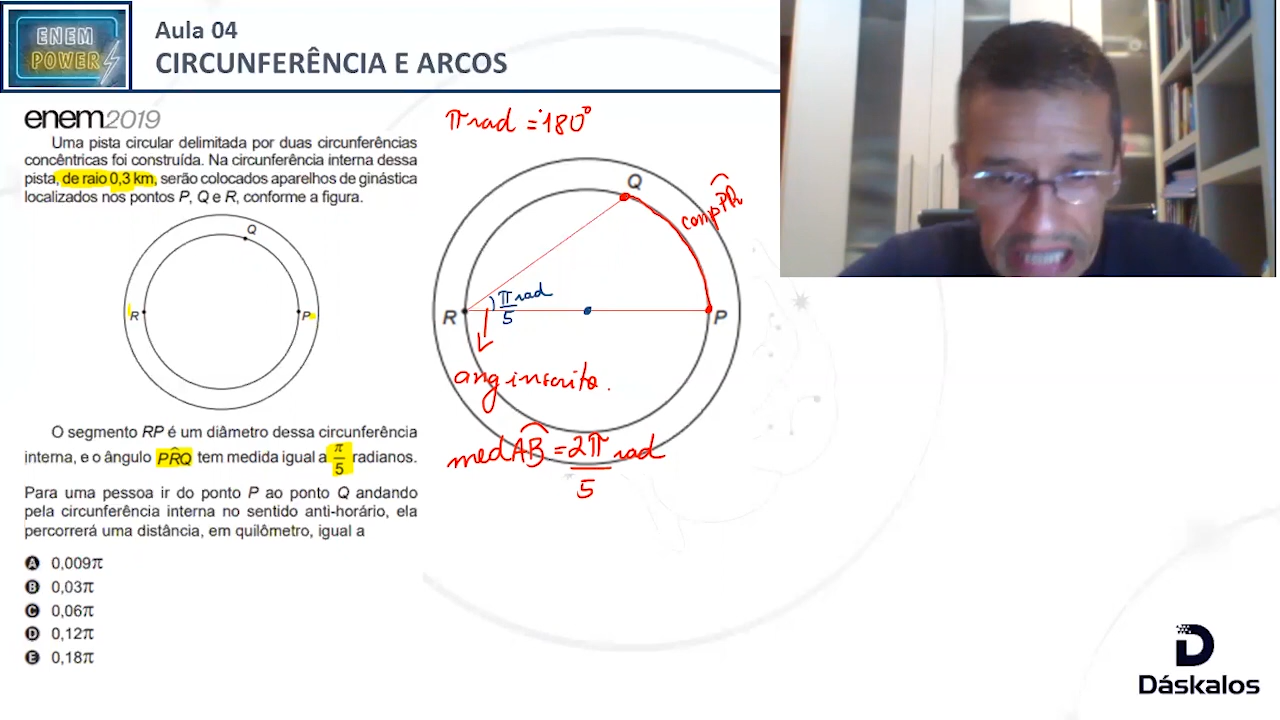 ENEM
POWER
Aula 04
CIRCUNFERÊNCIA E ARCOS
enem2019
Uma pista circular delimitada por duas circunferências
concêntricas foi construída. Na circunferência interna dessa
pista, de raio 0,3 km, serão colocados aparelhos de ginástica
localizados nos pontos P, Q e R, conforme a figura.
Q
R
P
O segmento RP é um diâmetro dessa circunferência
interna, e o ângulo PR̂Q tem medida igual a π/5 radianos.
Para uma pessoa ir do ponto P ao ponto Q andando
pela circunferência interna no sentido anti-horário, ela
percorrerá uma distância, em quilômetro, igual a
A 0,009π
B 0,03π
C 0,06π
D 0,12π
E 0,18π
π rad = 180°
Q
comp PR
π/5 rad
R
P
ang inscrito.
med AB = 2π/5 rad
Dáskalos